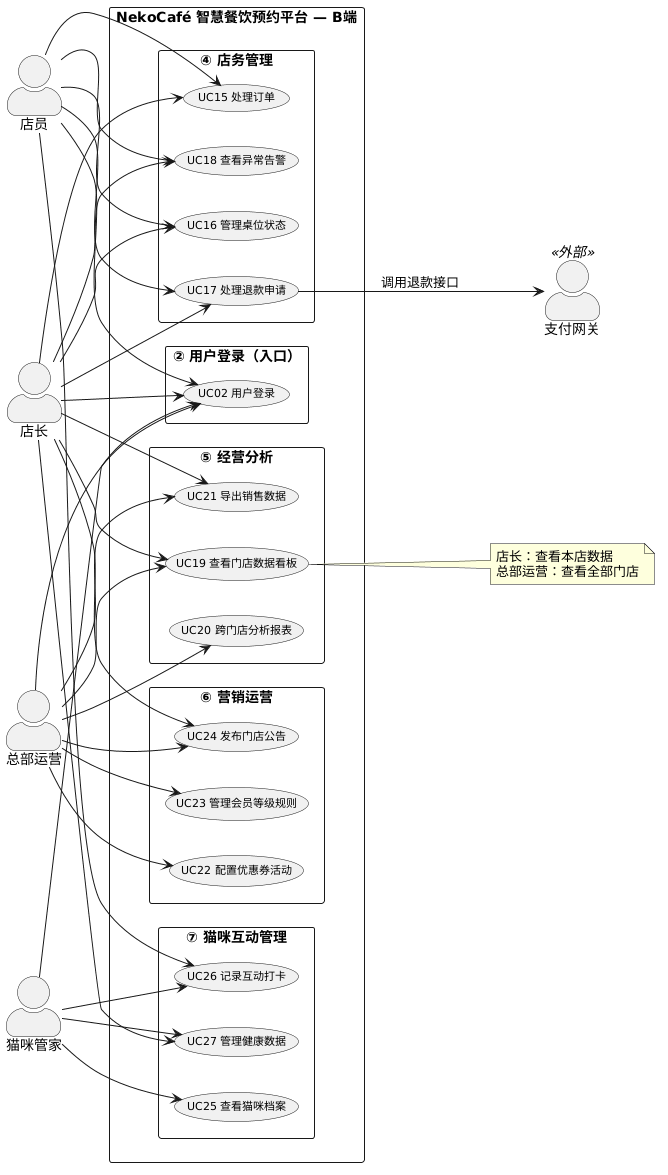 NekoCafé 智慧餐饮预约平台 — B端
④ 店务管理
UC15 处理订单
店员
UC18 查看异常告警
UC16 管理桌位状态
«外部»
UC17 处理退款申请
调用退款接口
支付网关
② 用户登录（入口）
UC02 用户登录
店长
⑤ 经营分析
UC21 导出销售数据
UC19 查看门店数据看板
店长：查看本店数据
总部运营：查看全部门店
UC20 跨门店分析报表
⑥ 营销运营
UC24 发布门店公告
总部运营
UC23 管理会员等级规则
UC22 配置优惠券活动
⑦ 猫咪互动管理
UC26 记录互动打卡
猫咪管家
UC27 管理健康数据
UC25 查看猫咪档案